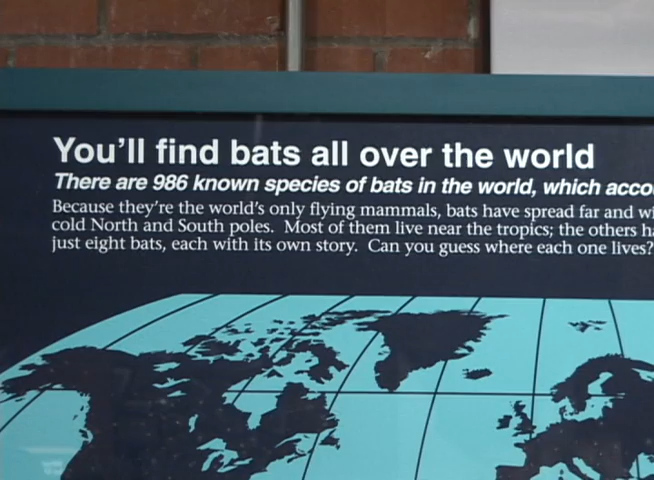 You'll find bats all over the world
There are 986 known species of bats in the world, which
Because they're the world's only flying mammals, bats have spread far and
cold North and South poles. Most of them live near the tropics; the others
just eight bats, each with its own story. Can you guess where each one lives?